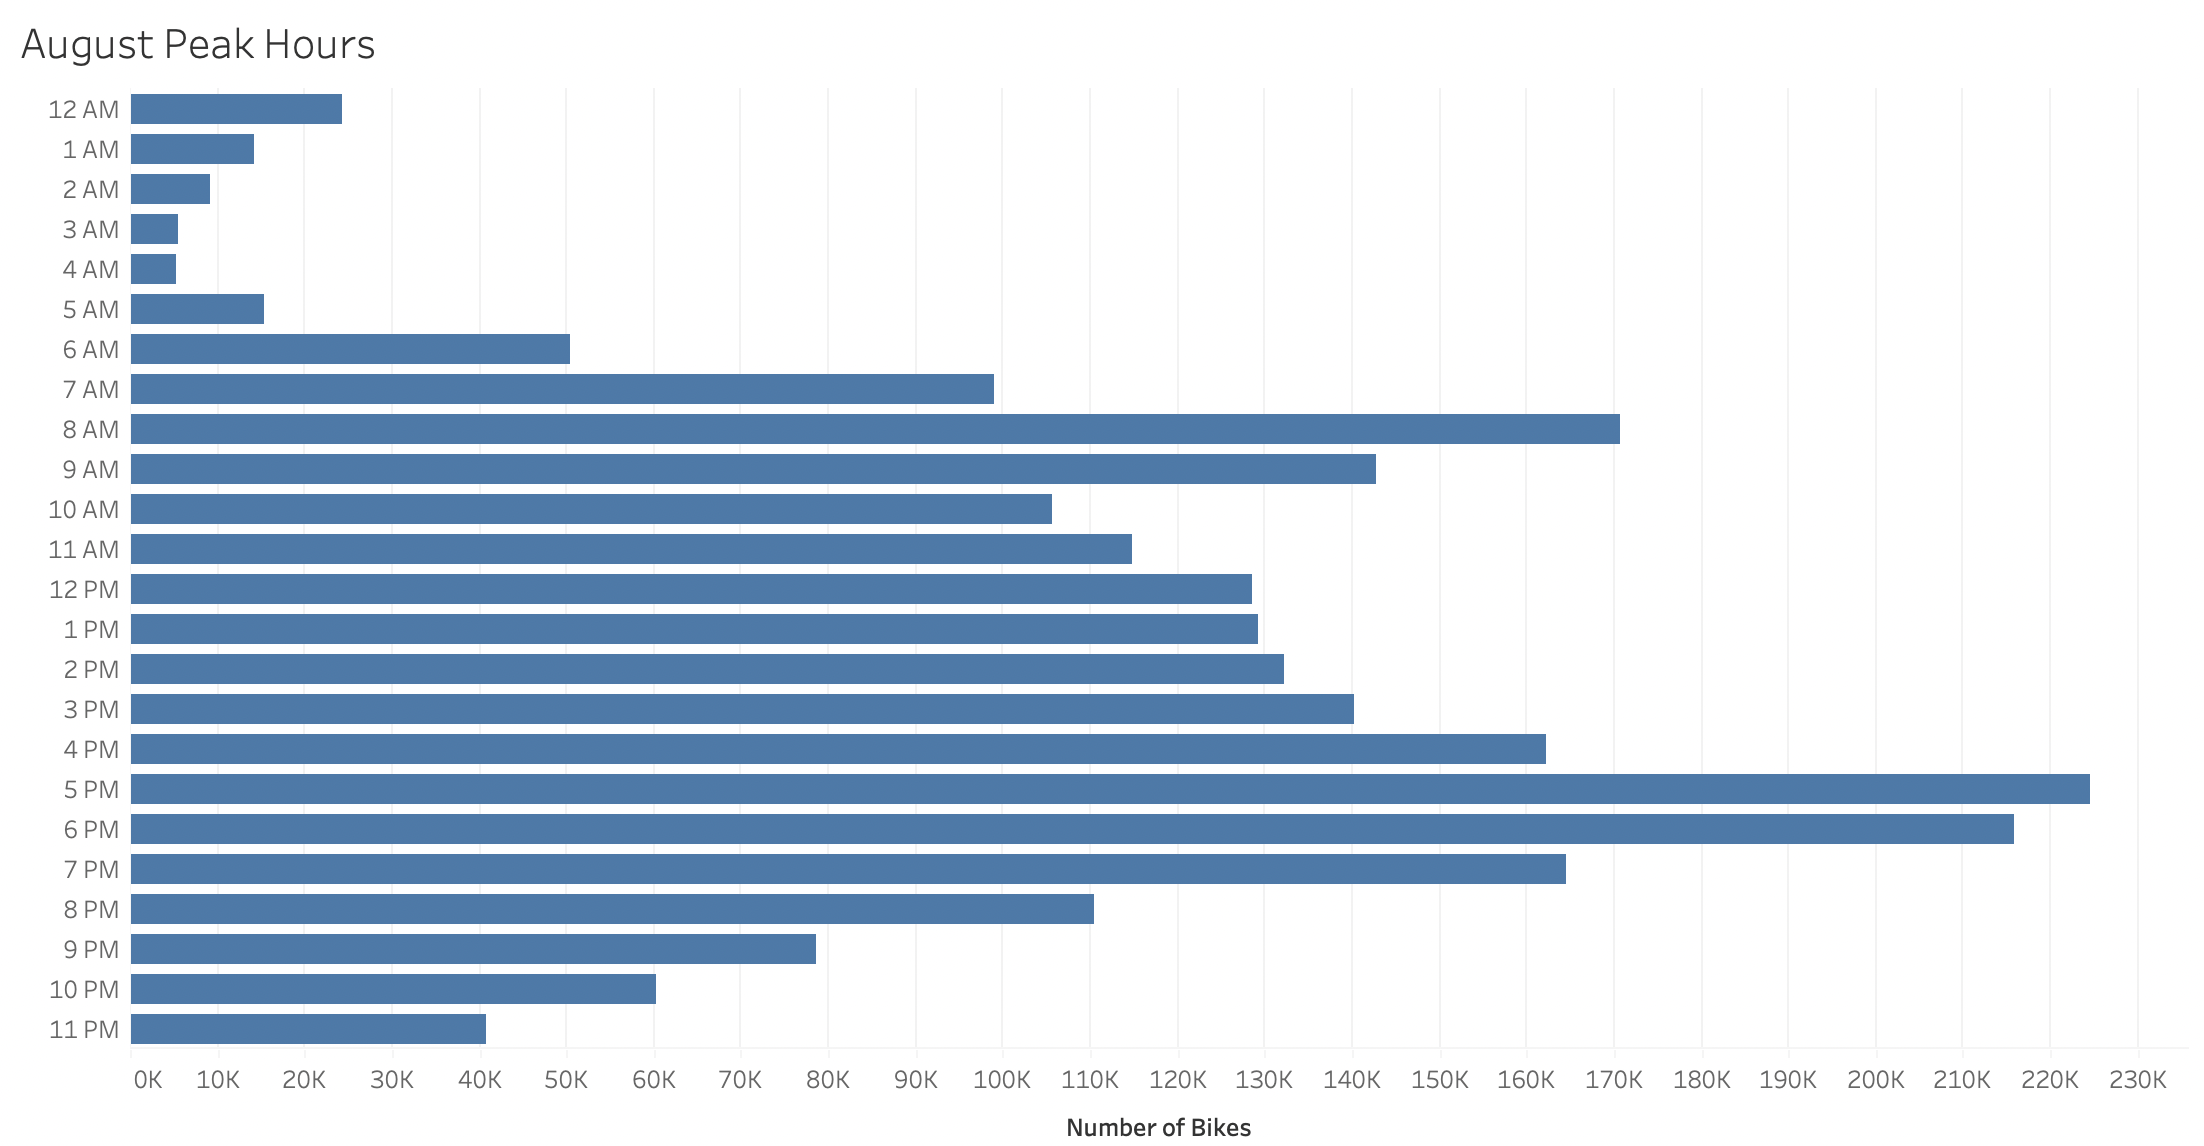 August Peak Hours
12 AM
1 AM
2 AM
3 AM
4 AM
5 AM
6 AM
7 AM
8 AM
9 AM
10 AM
11 AM
12 PM
1 PM
2 PM
3 PM
4 PM
5 PM
6 PM
7 PM
8 PM
9 PM
10 PM
11 PM
0K 10K 20K 30K 40K 50K 60K 70K 80K 90K 100K 110K 120K 130K 140K 150K 160K 170K 180K 190K 200K 210K 220K 230K
Number of Bikes